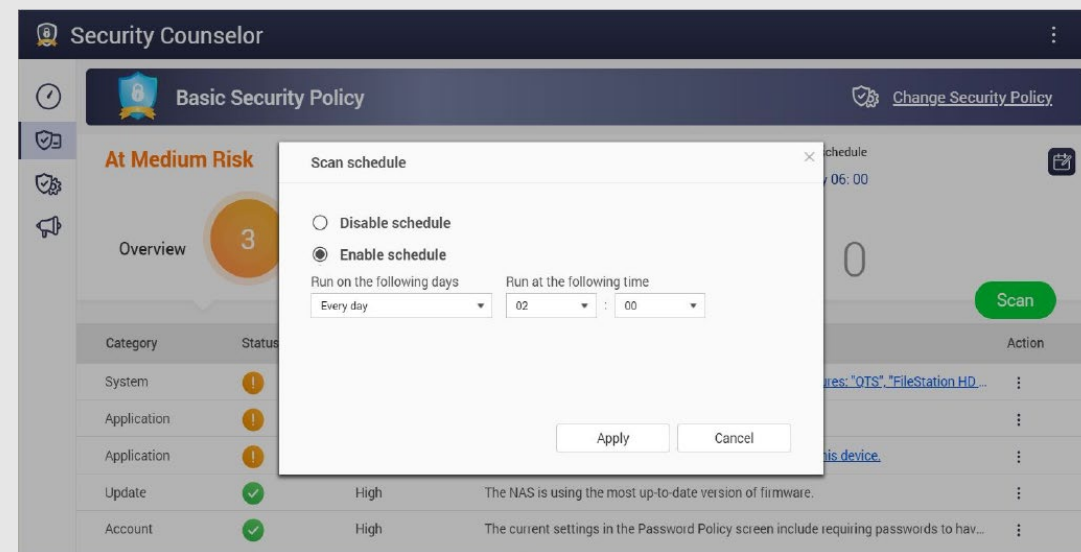 Security Counselor
Basic Security Policy
Change Security Policy
At Medium Risk
Scan schedule
schedule
06: 00
Disable schedule
Overview
3
Enable schedule
0
Run on the following days
Run at the following time
Every day
02 : 00
Scan
Category
Status
Action
System
"QTS", "FileStation HD ...
Application
Apply
Cancel
Application
this device.
Update
High
The NAS is using the most up-to-date version of firmware.
Account
High
The current settings in the Password Policy screen include requiring passwords to hav...